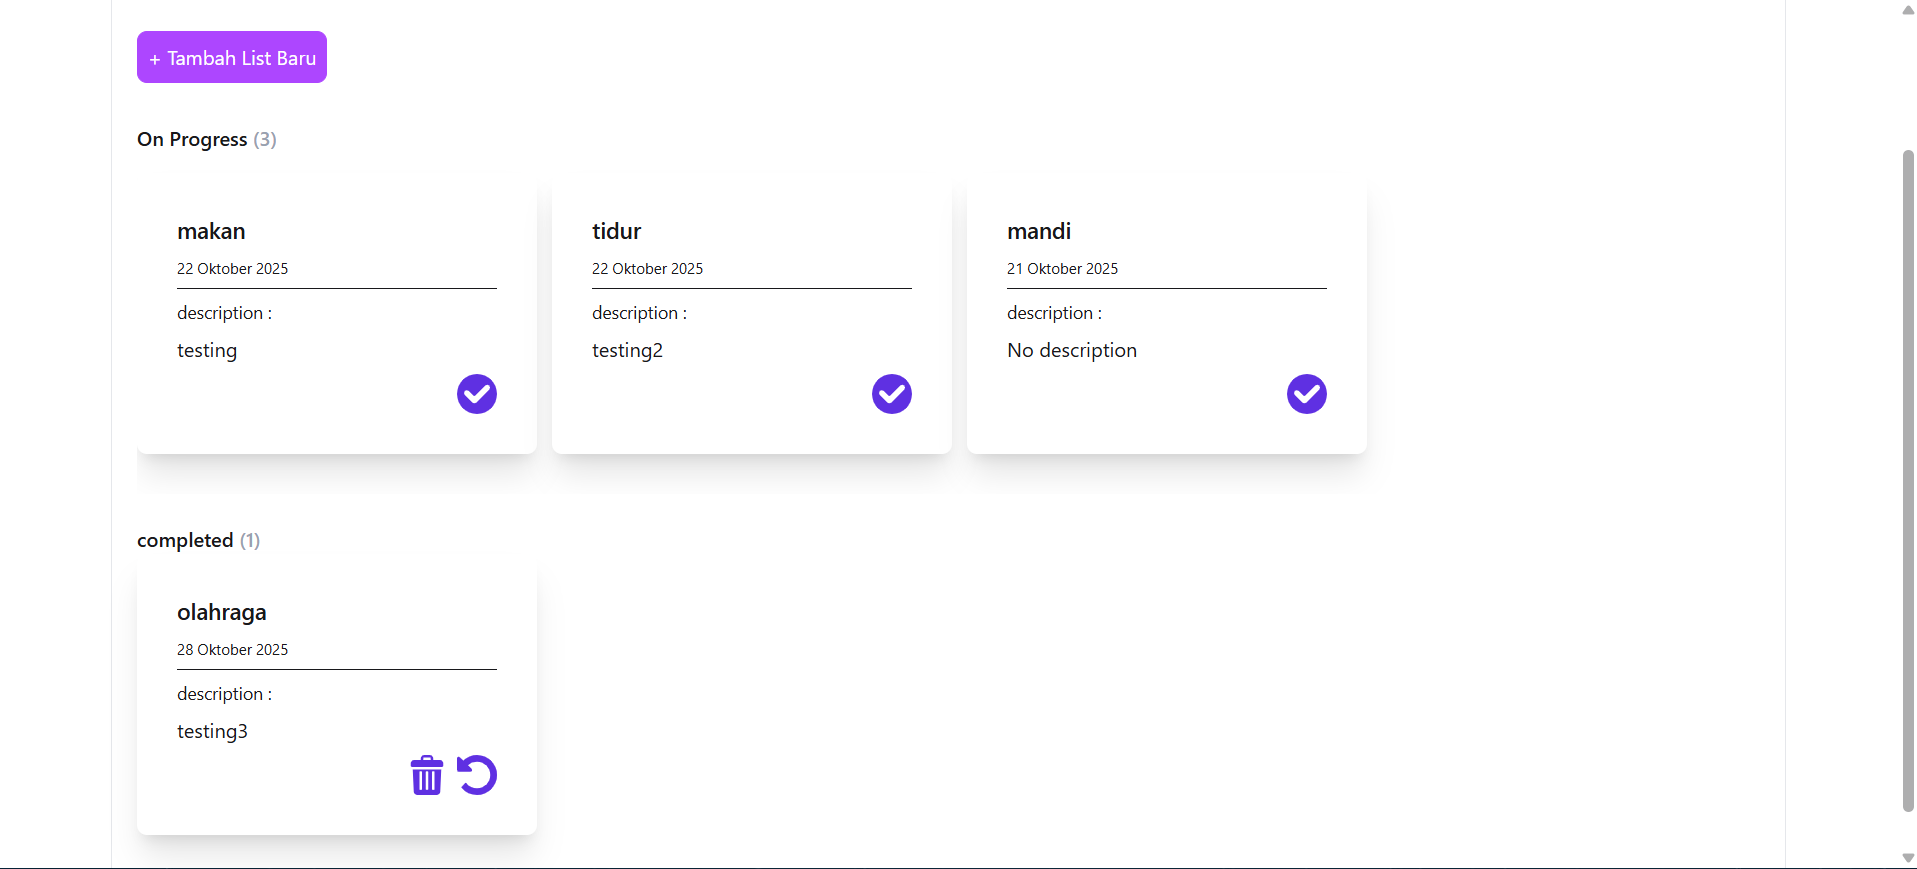 + Tambah List Baru
On Progress (3)
makan
22 Oktober 2025
description :
testing
tidur
22 Oktober 2025
description :
testing2
mandi
21 Oktober 2025
description :
No description
completed (1)
olahraga
28 Oktober 2025
description :
testing3